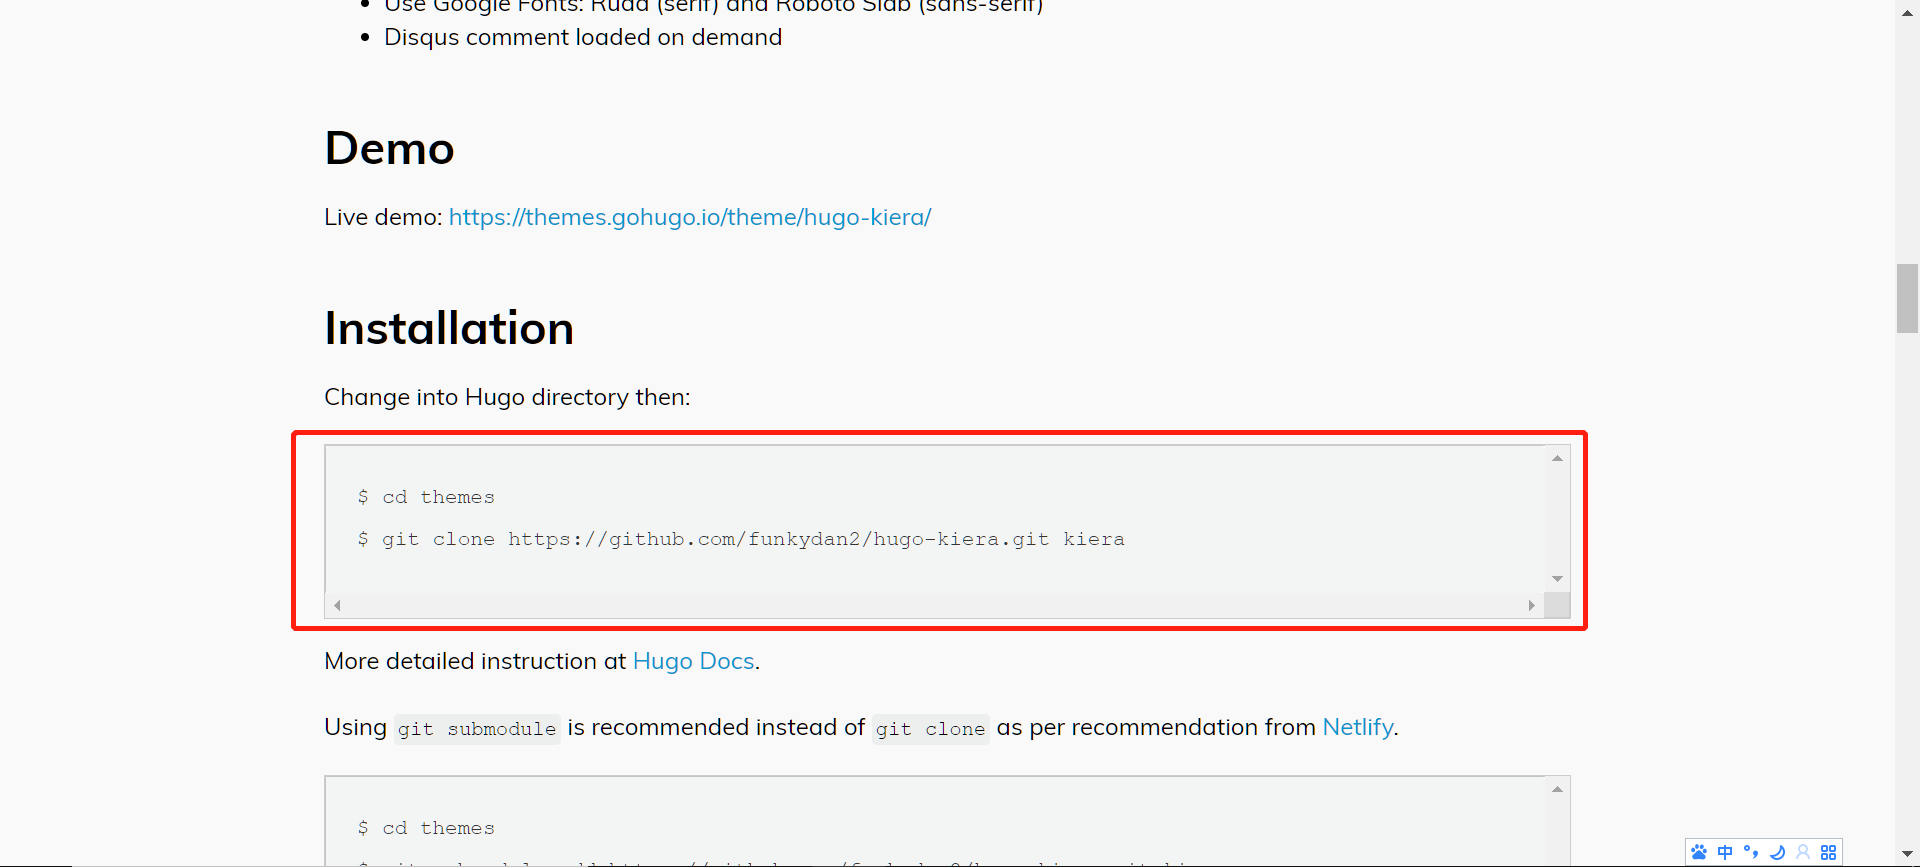 Use Google Fonts: Ruda (serif) and Roboto Slab (sans-serif)
Disqus comment loaded on demand
Demo
Live demo: https://themes.gohugo.io/theme/hugo-kiera/
Installation
Change into Hugo directory then:
$ cd themes
$ git clone https://github.com/funkydan2/hugo-kiera.git kiera
More detailed instruction at Hugo Docs.
Using git submodule is recommended instead of git clone as per recommendation from Netlify.
$ cd themes
中